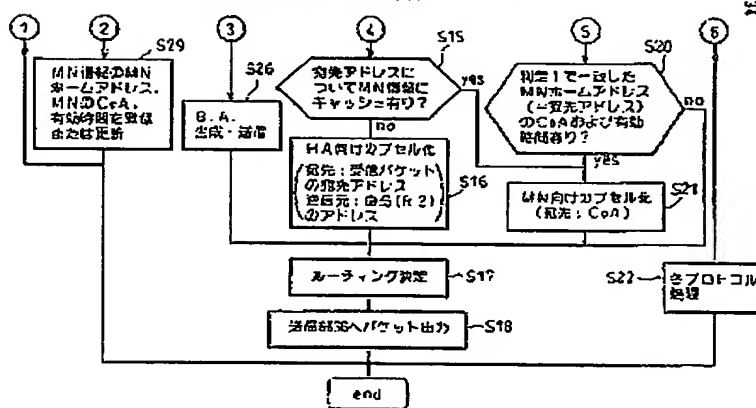 1
2
3
4
5
6
S29
MN情報のMN
ホームアドレス,
MNのCoA,
有効時間を登録
または更新
S26
B.A.
生成・送信
S15
宛先アドレスに
ついてMN情報に
キャッシュ有り?
yes
no
HA向けカプセル化
宛先:受信パケット
の宛先アドレス
送信元:
(R2)
のアドレス
S16
S20
判定1で一致した
MNホームアドレス
(=宛先アドレス)
のCoAおよび有効
時間有り?
no
yes
MN向けカプセル化
(宛先:CoA)
S21
ルーティング決定
S17
S22
各プロトコル
処理
へパケット出力
S18
end